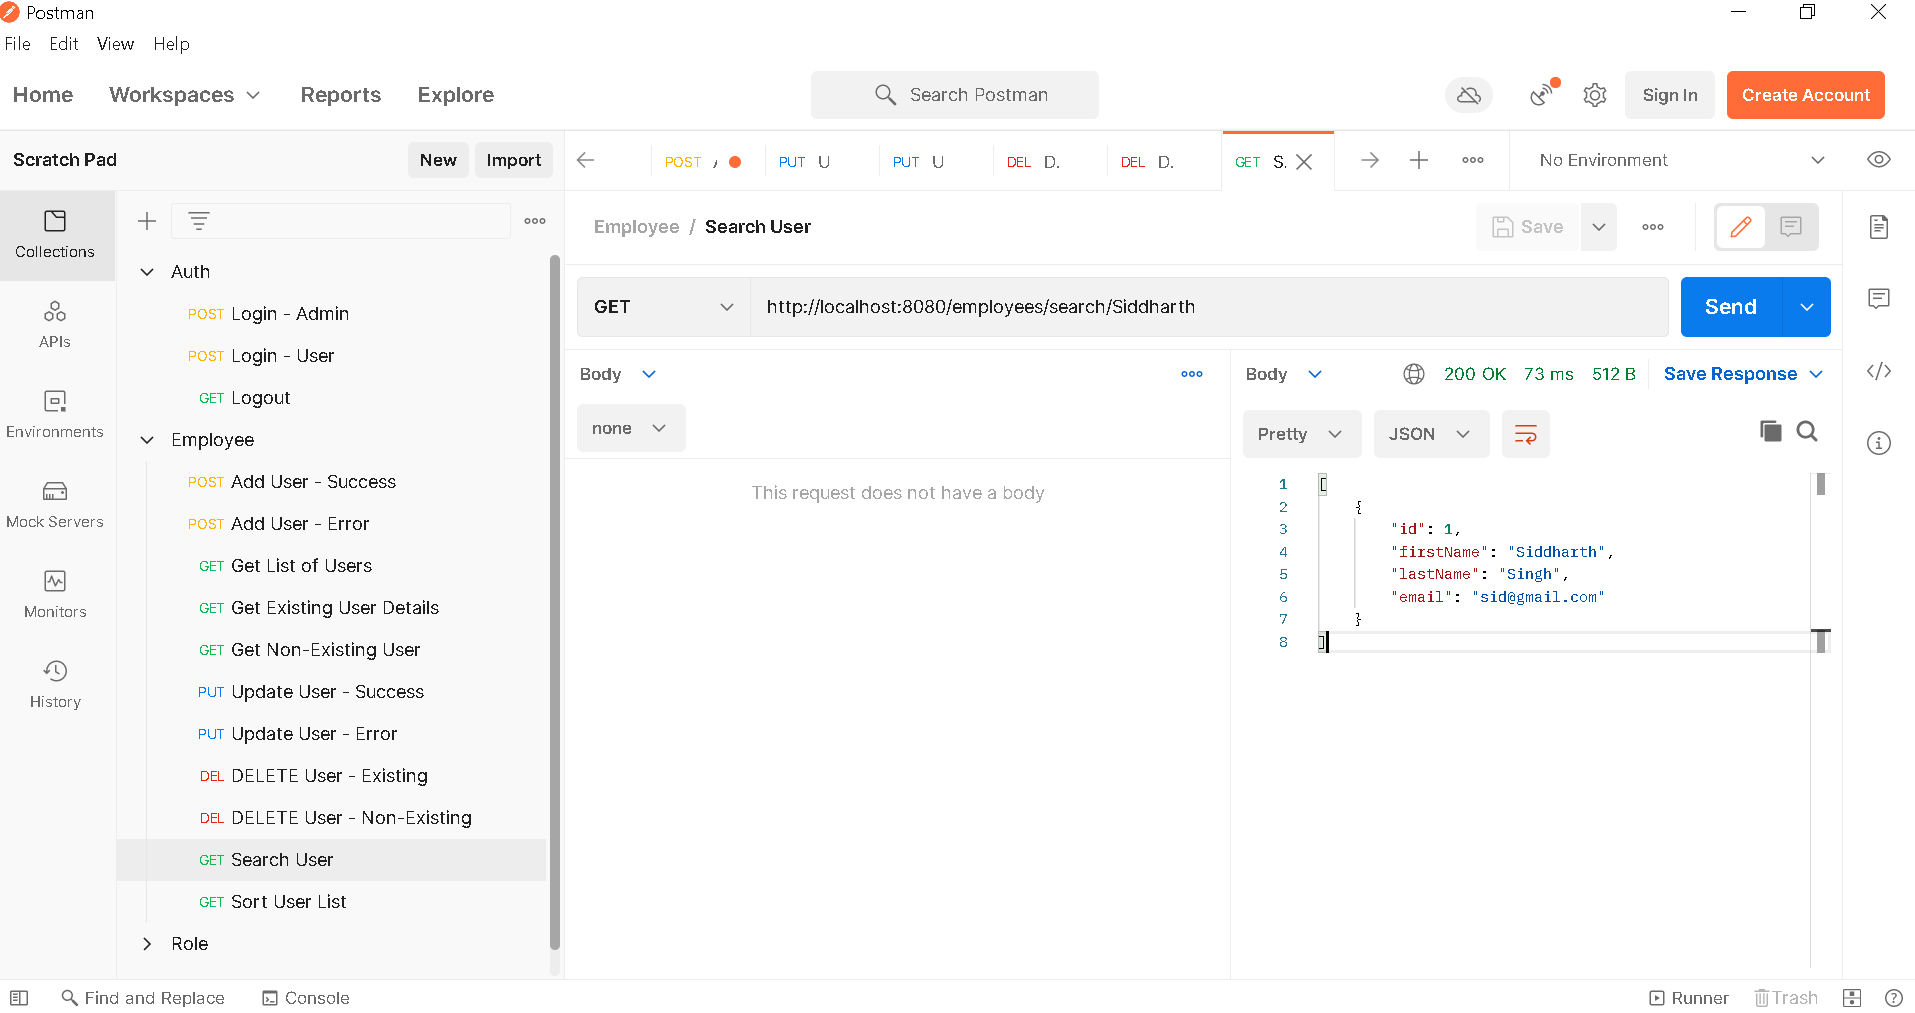 Postman
File Edit View Help
Home Workspaces Reports Explore Search Postman Sign In Create Account
Scratch Pad New Import POST PUT U PUT U DEL D. DEL D. GET S. No Environment
Employee / Search User Save
GET http://localhost:8080/employees/search/Siddharth Send
Collections
APIs
Environments
Mock Servers
Monitors
History
Auth
POST Login - Admin
POST Login - User
GET Logout
Employee
POST Add User - Success
POST Add User - Error
GET Get List of Users
GET Get Existing User Details
GET Get Non-Existing User
PUT Update User - Success
PUT Update User - Error
DEL DELETE User - Existing
DEL DELETE User - Non-Existing
GET Search User
GET Sort User List
Role
Body
none
This request does not have a body
Body 200 OK 73 ms 512 B Save Response
Pretty JSON
1 [
2 {
3 "id": 1,
4 "firstName": "Siddharth",
5 "lastName": "Singh",
6 "email": "sid@gmail.com"
7 }
8 ]
Find and Replace Console Runner Trash